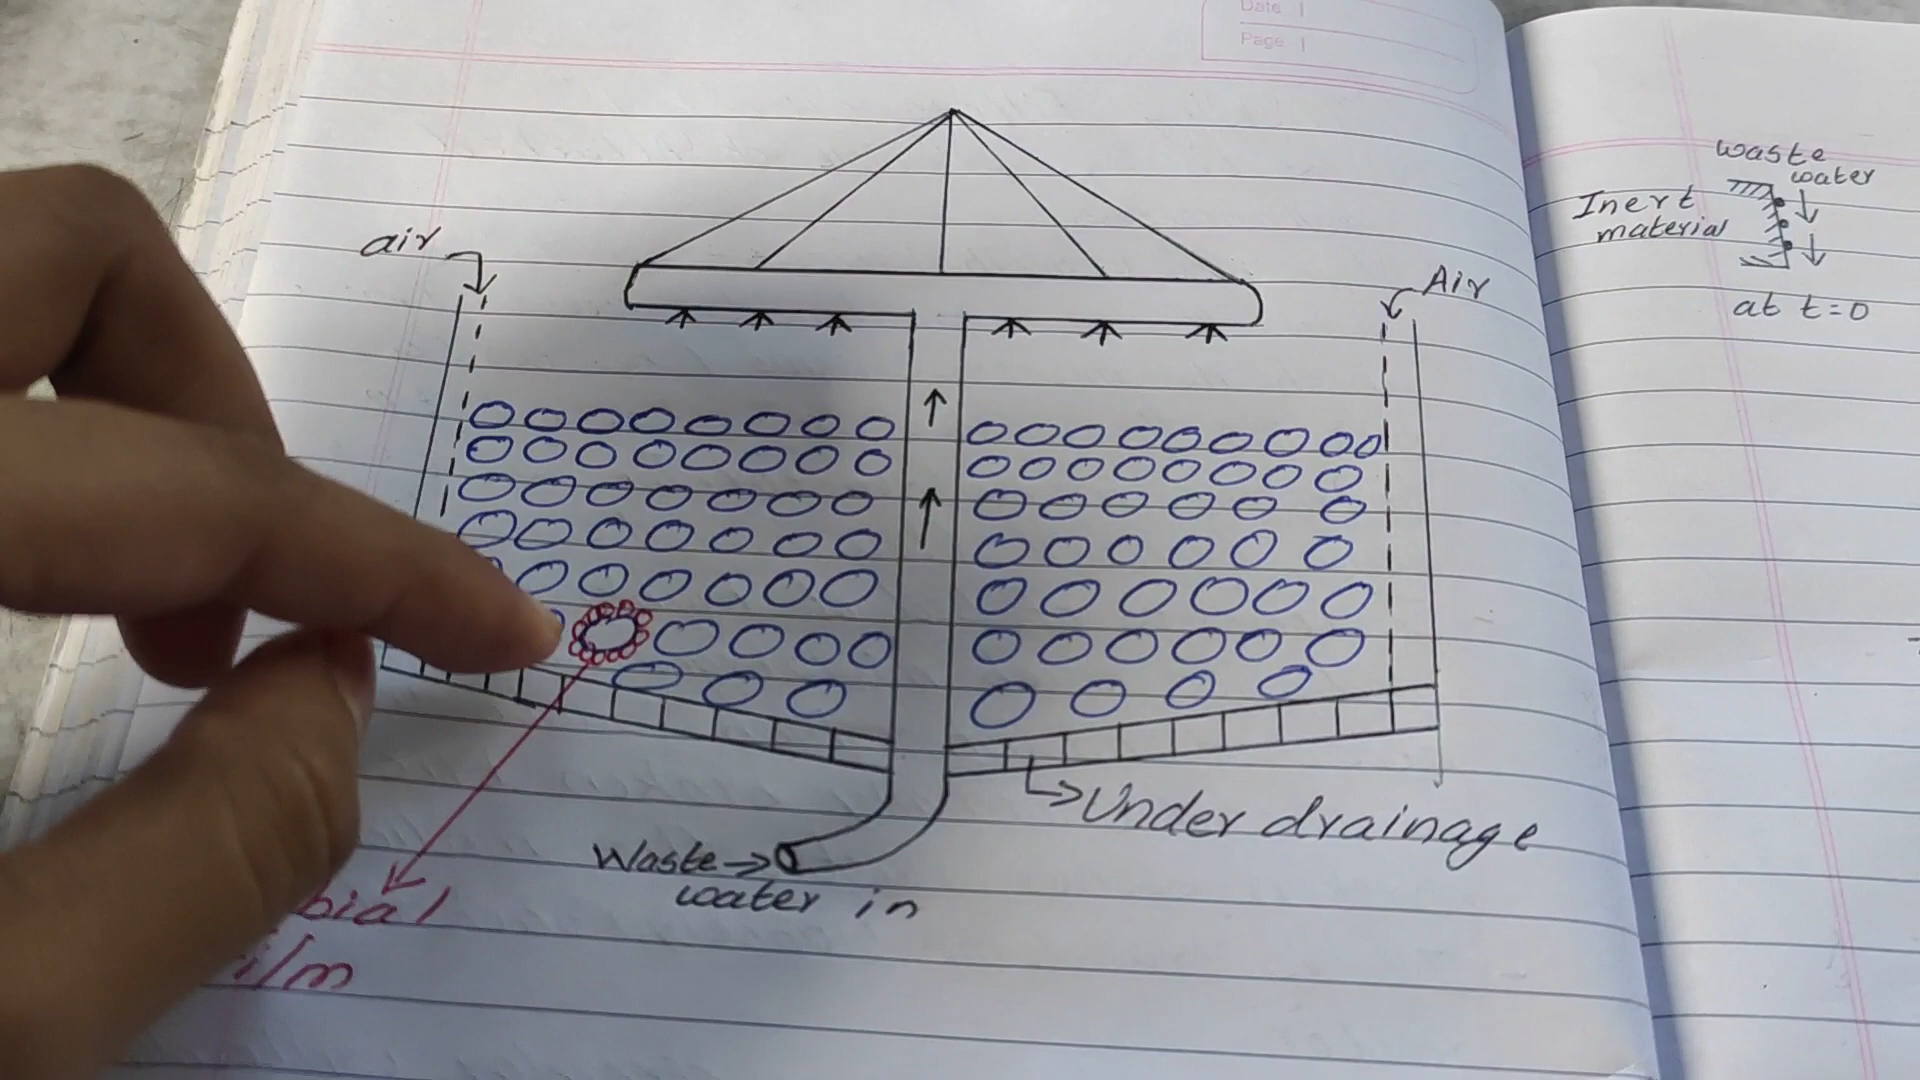 Date
Page
air
Air
Under drainage
Waste
water in
bial
ilm
waste
water
Inert
material
at t=0